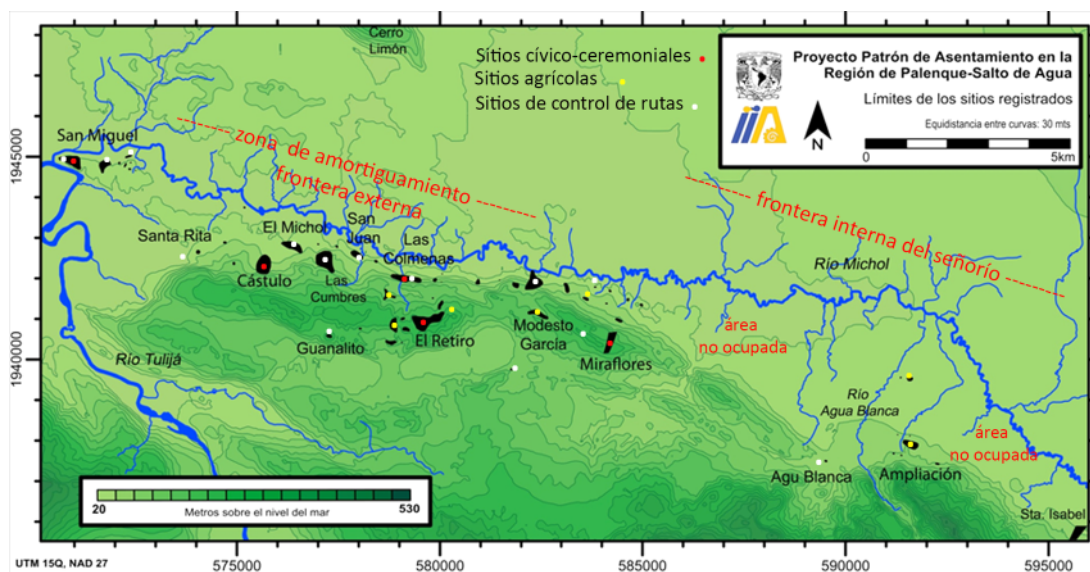 Cerro
Limón
Sitios cívico-ceremoniales
Sitios agrícolas
Sitios de control de rutas
Proyecto Patrón de Asentamiento en la
Región de Palenque-Salto de Agua
Límites de los sitios registrados
Equidistancia entre curvas: 30 mts
N
0
5km
San Miguel
zona de amortiguamiento
frontera externa
frontera interna del señorío
Santa Rita
El Michol
San
Juan
Las
Colmenas
Río Michol
Cástulo
Las
Cumbres
Guanalito
El Retiro
Modesto
García
Miraflores
área
no ocupada
Río Tulijá
Río
Agua Blanca
área
no ocupada
Agu Blanca
Ampliación
Sta. Isabel
20
Metros sobre el nivel del mar
530
1945000
1940000
UTM 15Q, NAD 27
575000
580000
585000
590000
595000